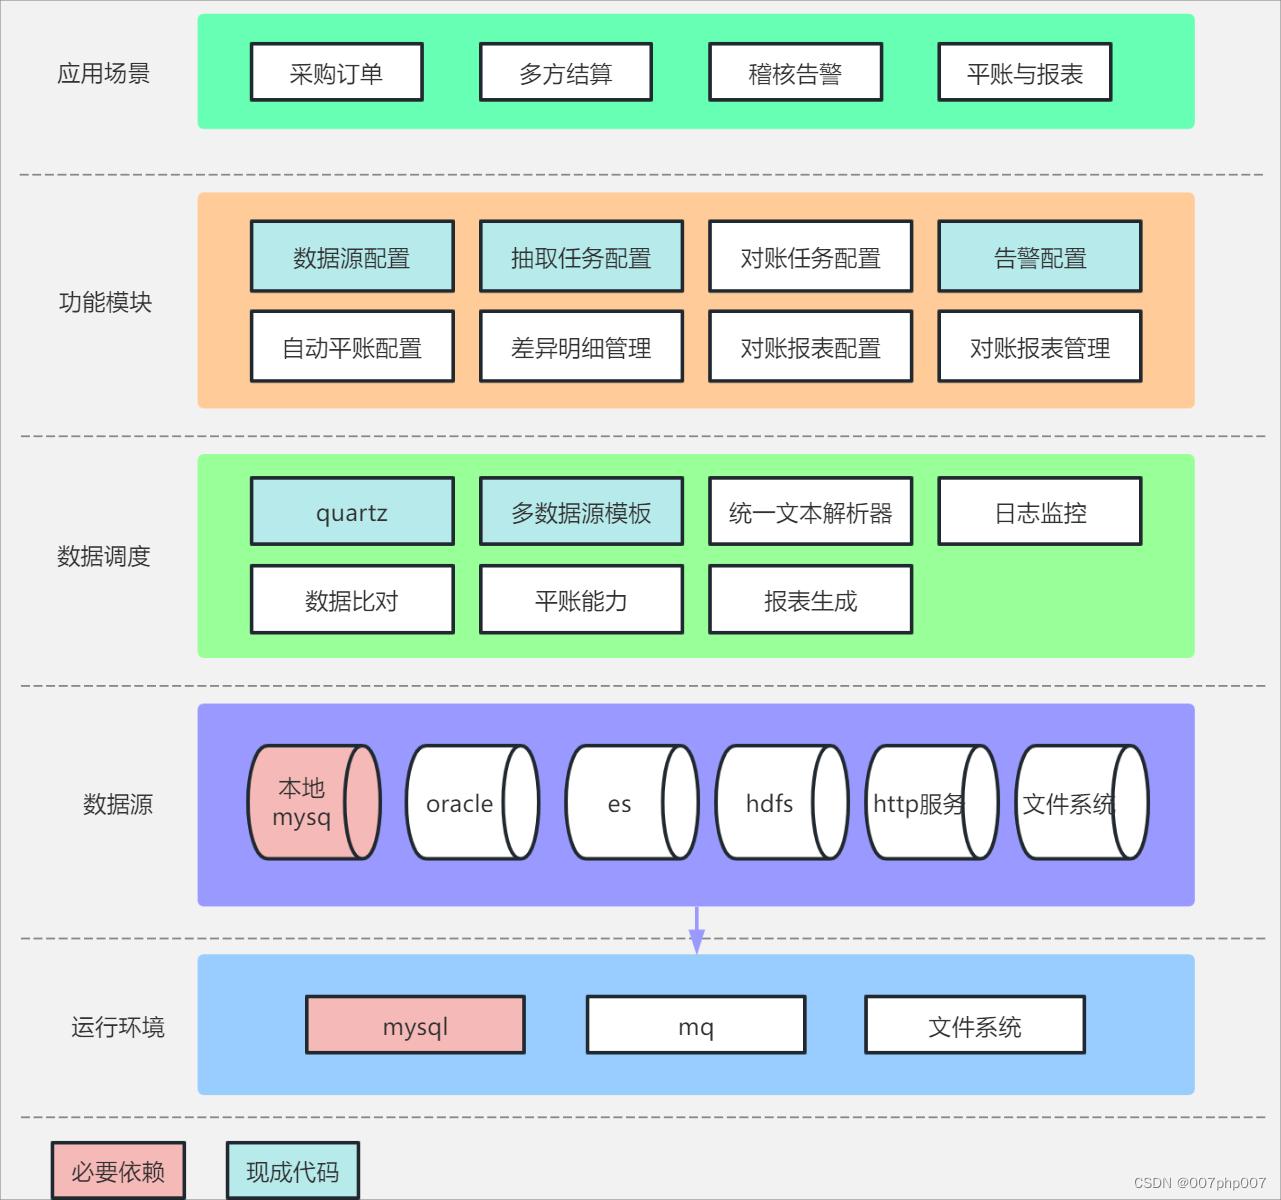 应用场景
采购订单
多方结算
稽核告警
平账与报表
功能模块
数据源配置
抽取任务配置
对账任务配置
告警配置
自动平账配置
差异明细管理
对账报表配置
对账报表管理
数据调度
quartz
多数据源模板
统一文本解析器
日志监控
数据比对
平账能力
报表生成
数据源
本地
mysq
oracle
es
hdfs
http服务
文件系统
运行环境
mysql
mq
文件系统
必要依赖
现成代码
CSDN @007php007